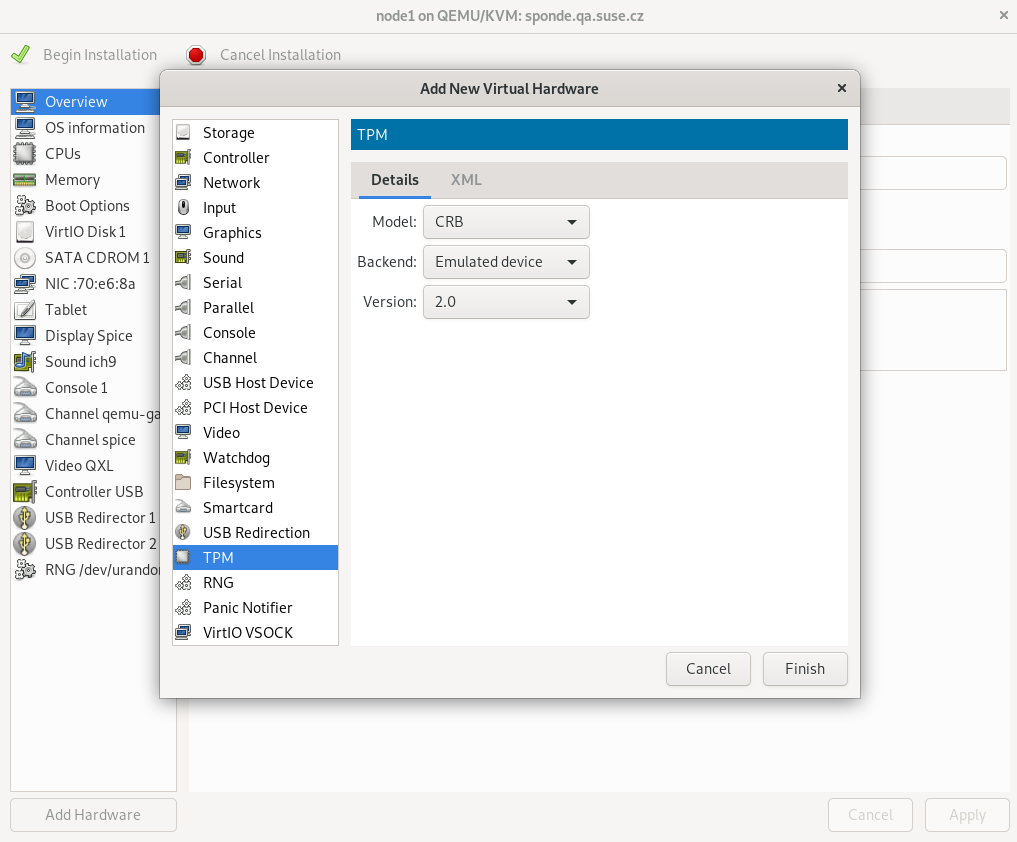 node1 on QEMU/KVM: sponde.qa.suse.cz
Begin Installation
Cancel Installation
Overview
OS information
CPUs
Memory
Boot Options
VirtIO Disk 1
SATA CDROM 1
NIC :70:e6:8a
Tablet
Display Spice
Sound ich9
Console 1
Channel qemu-ga
Channel spice
Video QXL
Controller USB
USB Redirector 1
USB Redirector 2
RNG /dev/urandom
Add New Virtual Hardware
Storage
Controller
Network
Input
Graphics
Sound
Serial
Parallel
Console
Channel
USB Host Device
PCI Host Device
Video
Watchdog
Filesystem
Smartcard
USB Redirection
TPM
RNG
Panic Notifier
VirtIO VSOCK
TPM
Details
XML
Model: CRB
Backend: Emulated device
Version: 2.0
Cancel
Finish
Add Hardware
Cancel
Apply